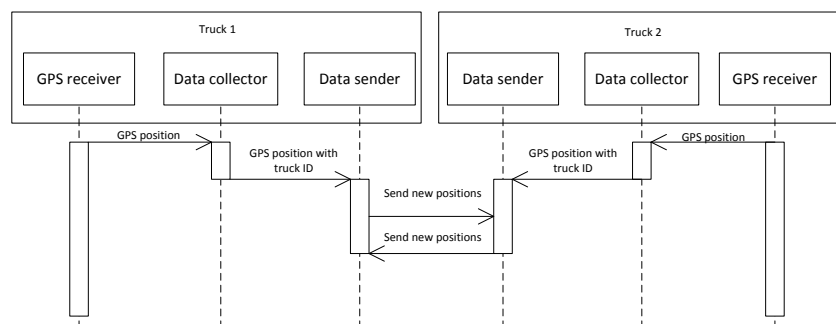 Truck 1
Truck 2
GPS receiver
Data collector
Data sender
Data sender
Data collector
GPS receiver
GPS position
GPS position
GPS position with
truck ID
GPS position with
truck ID
Send new positions
Send new positions